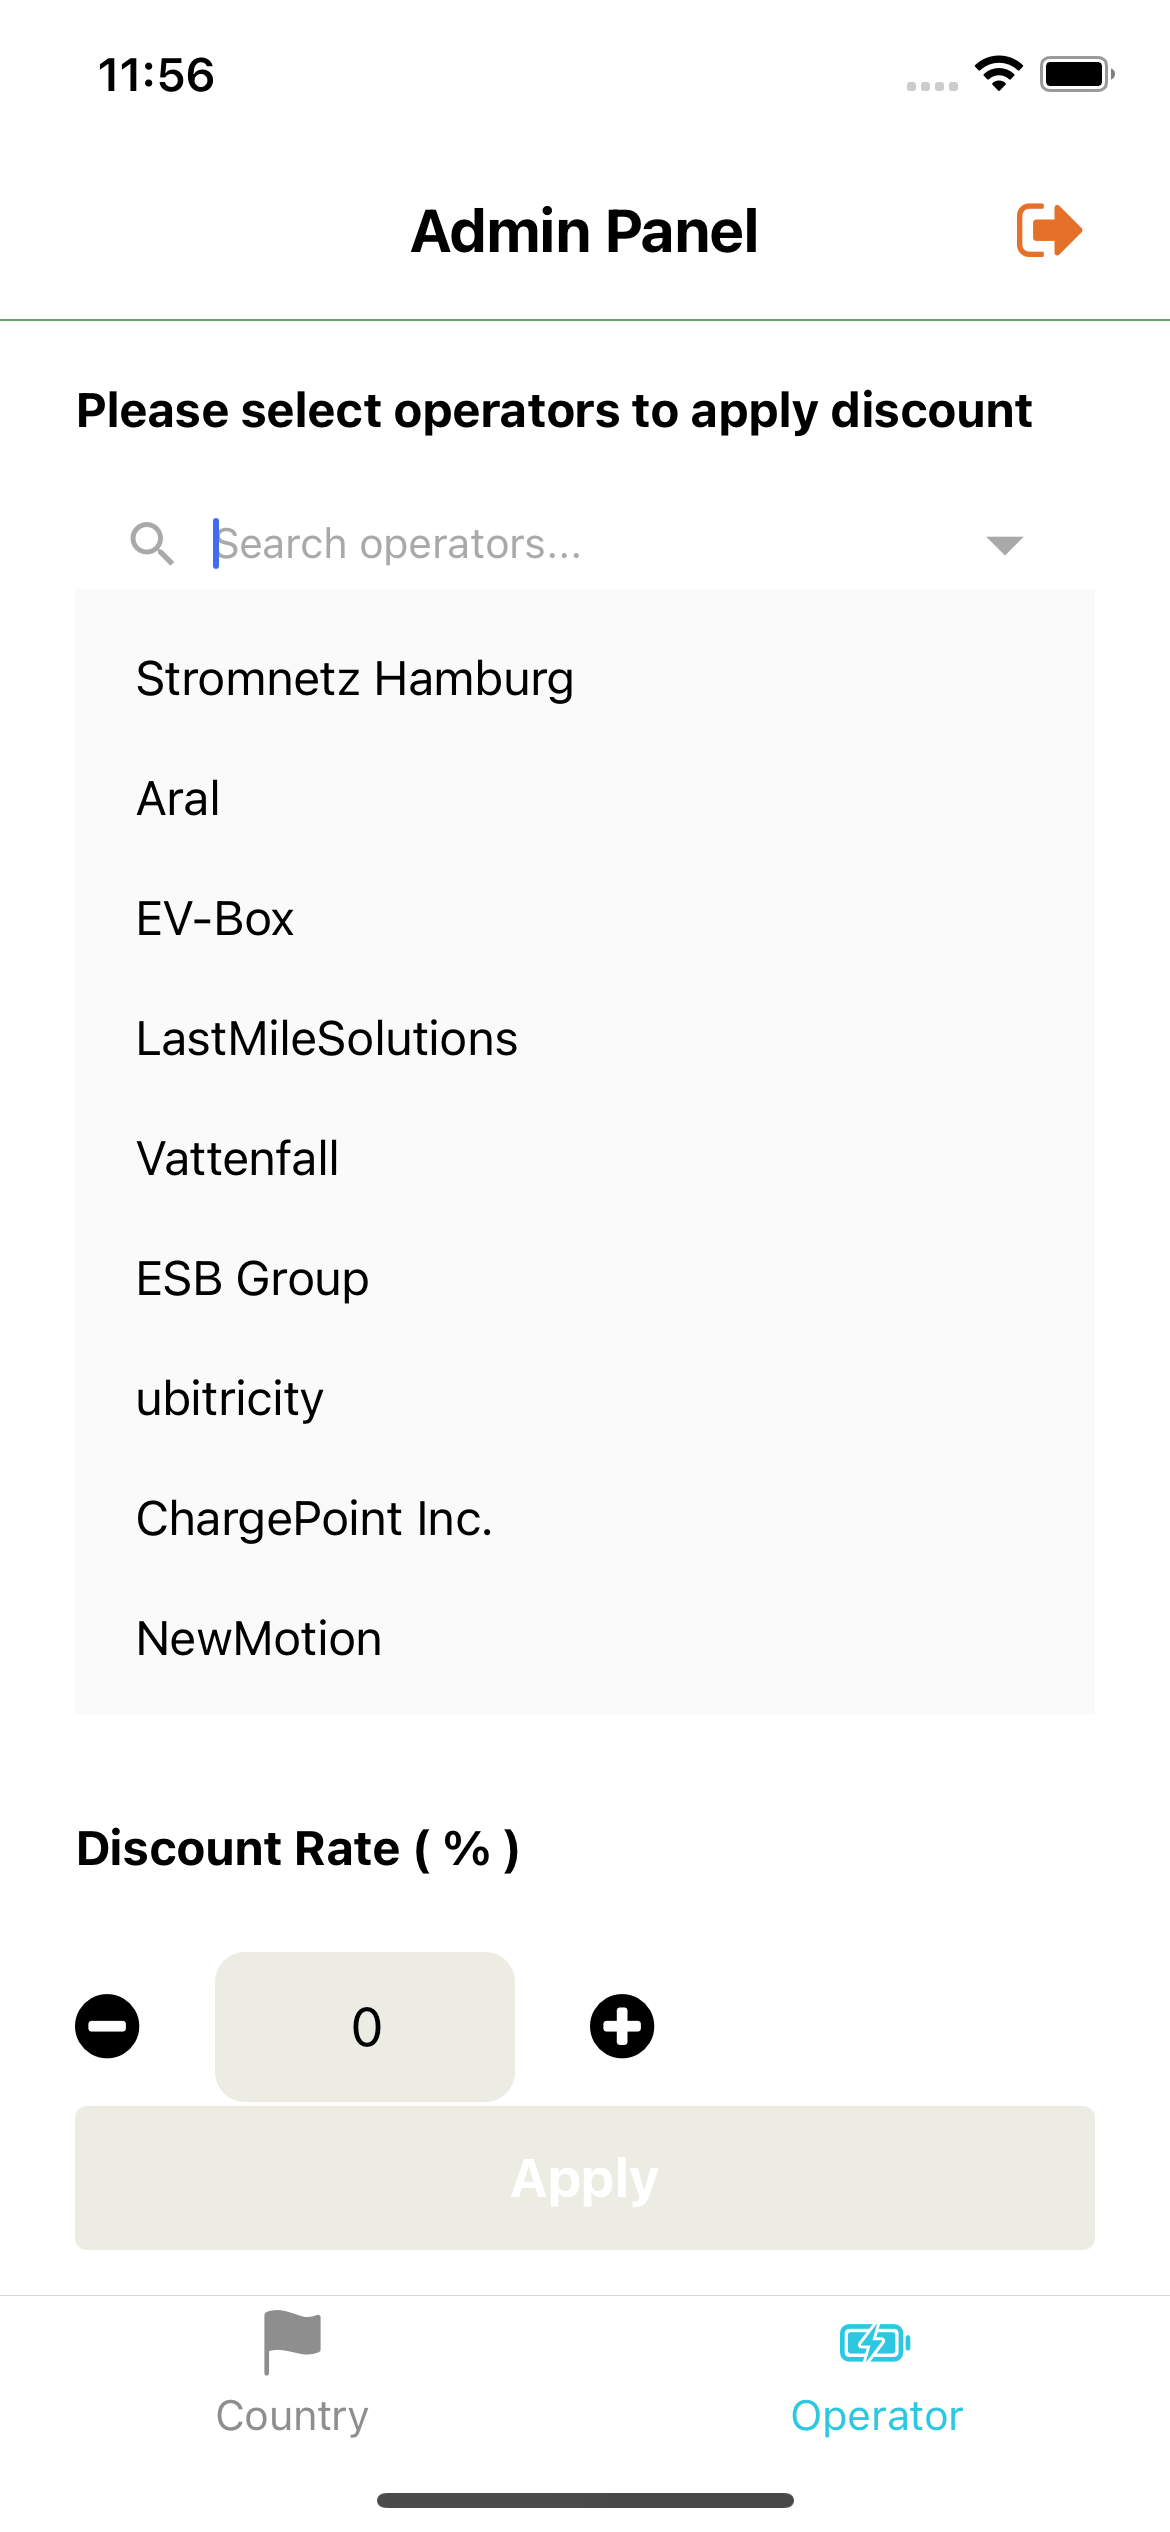 11:56
Admin Panel
Please select operators to apply discount
Search operators...
Stromnetz Hamburg
Aral
EV-Box
LastMileSolutions
Vattenfall
ESB Group
ubitricity
ChargePoint Inc.
NewMotion
Discount Rate ( % )
0
Apply
Country
Operator